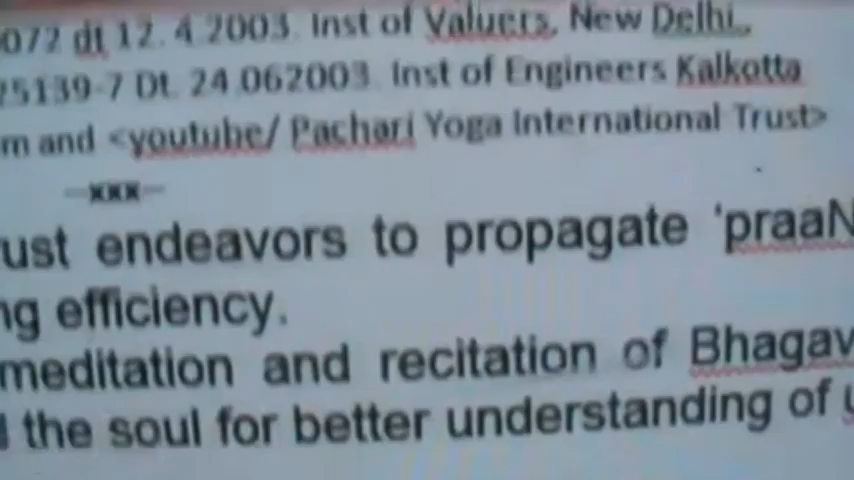 0072 dt 12. 4 2003. Inst of Valuers, New Delhi.,
25139-7 Dt. 24.062003. Inst of Engineers Kalkotta
m and <youtube/ Pachari Yoga International Trust>
—xxx—
ust endeavors to propagate ‘praaN
ng efficiency.
meditation and recitation of Bhagav
the soul for better understanding of